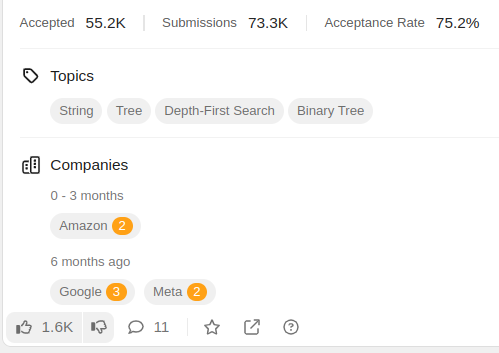 Accepted 55.2K Submissions 73.3K Acceptance Rate 75.2%
Topics
String Tree Depth-First Search Binary Tree
Companies
0 - 3 months
Amazon 2
6 months ago
Google 3 Meta 2
1.6K 11